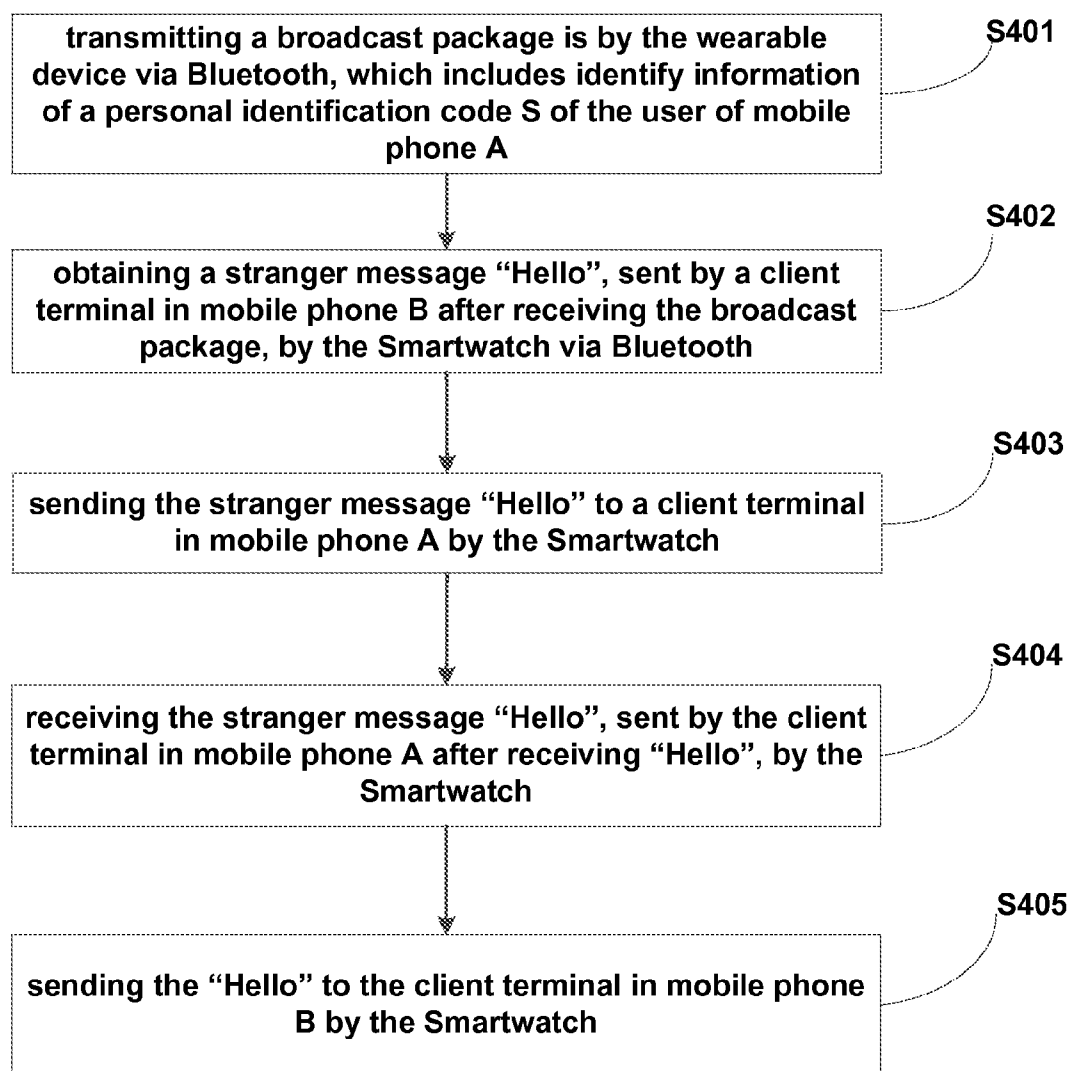 transmitting a broadcast package is by the wearable
device via Bluetooth, which includes identify information
of a personal identification code S of the user of mobile
phone A
S401
obtaining a stranger message “Hello”, sent by a client
terminal in mobile phone B after receiving the broadcast
package, by the Smartwatch via Bluetooth
S402
sending the stranger message “Hello” to a client terminal
in mobile phone A by the Smartwatch
S403
receiving the stranger message “Hello”, sent by the client
terminal in mobile phone A after receiving “Hello”, by the
Smartwatch
S404
sending the “Hello” to the client terminal in mobile phone
B by the Smartwatch
S405